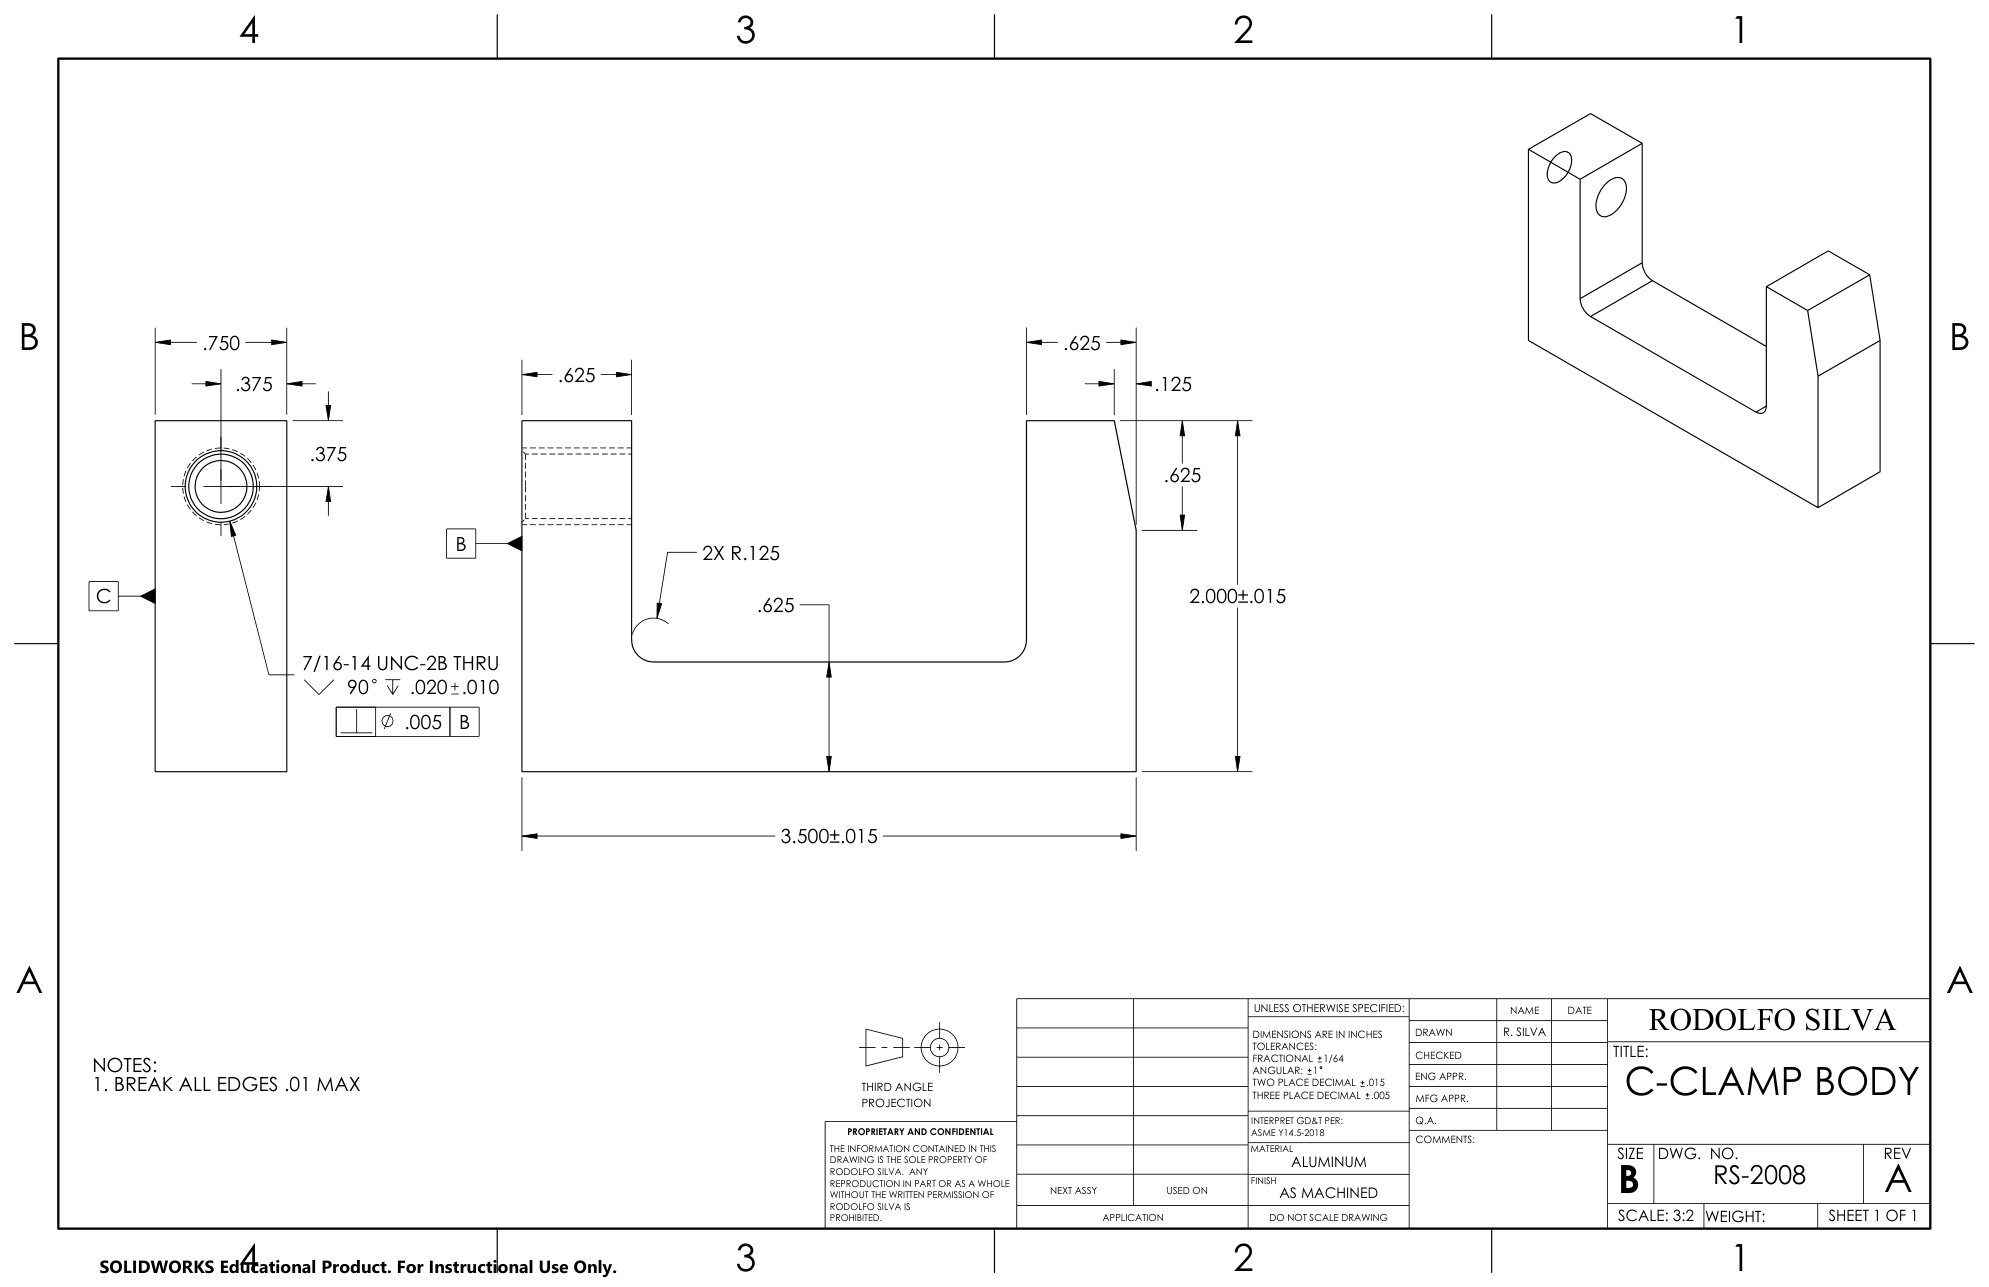 4 3 2 1
B B
.750
.375
.375
C
7/16-14 UNC-2B THRU
90° .020±.010
⌀ .005 B
.625
B
2X R.125
.625
.625
.125
.625
2.000±.015
3.500±.015
A A
NOTES:
1. BREAK ALL EDGES .01 MAX
THIRD ANGLE
PROJECTION
PROPRIETARY AND CONFIDENTIAL
THE INFORMATION CONTAINED IN THIS
DRAWING IS THE SOLE PROPERTY OF
RODOLFO SILVA. ANY
REPRODUCTION IN PART OR AS A WHOLE
WITHOUT THE WRITTEN PERMISSION OF
RODOLFO SILVA IS
PROHIBITED.
NEXT ASSY USED ON
APPLICATION
UNLESS OTHERWISE SPECIFIED:
DIMENSIONS ARE IN INCHES
TOLERANCES:
FRACTIONAL ±1/64
ANGULAR: ±1°
TWO PLACE DECIMAL ±.015
THREE PLACE DECIMAL ±.005
INTERPRET GD&T PER:
ASME Y14.5-2018
MATERIAL
ALUMINUM
FINISH
AS MACHINED
DO NOT SCALE DRAWING
NAME DATE
DRAWN R. SILVA
CHECKED
ENG APPR.
MFG APPR.
Q.A.
COMMENTS:
RODOLFO SILVA
TITLE:
C-CLAMP BODY
SIZE DWG. NO. REV
B RS-2008 A
SCALE: 3:2 WEIGHT: SHEET 1 OF 1
4 3 2 1
SOLIDWORKS Educational Product. For Instructional Use Only.